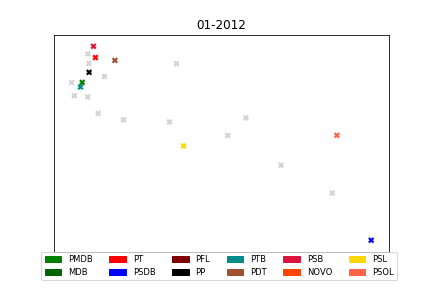 01-2012
PMDB PT PFL PTB PSB PSL
MDB PSDB PP PDT NOVO PSOL